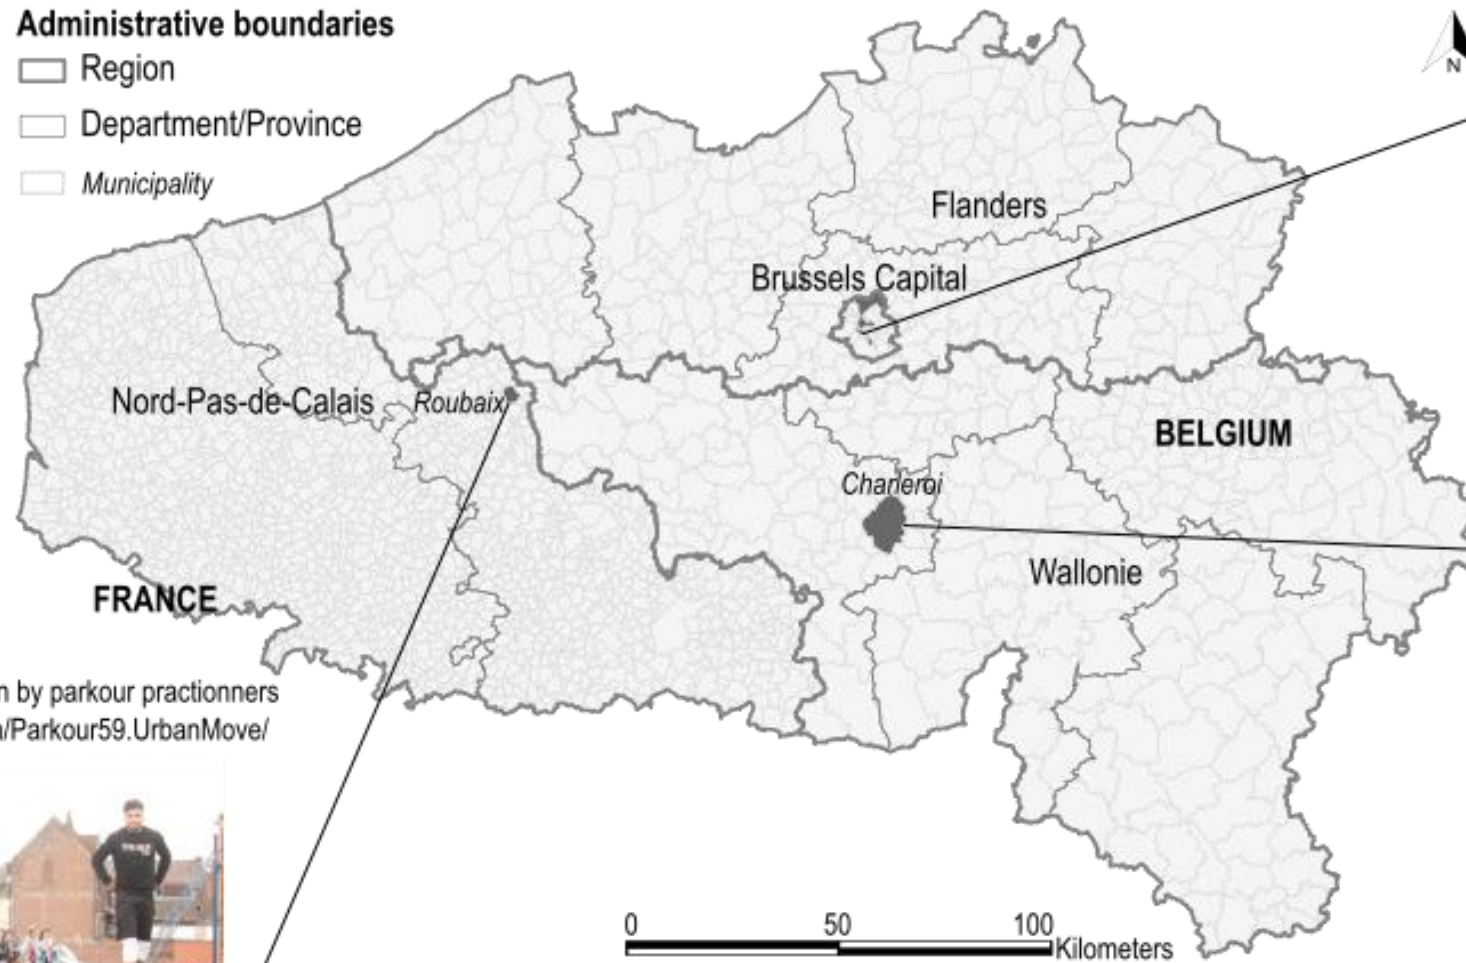 Administrative boundaries
Region
Department/Province
Municipality
N
Flanders
Brussels Capital
Nord-Pas-de-Calais
Roubaix
BELGIUM
Charleroi
Wallonie
FRANCE
by parkour practionners
/Parkour59.UrbanMove/
0 50 100
Kilometers